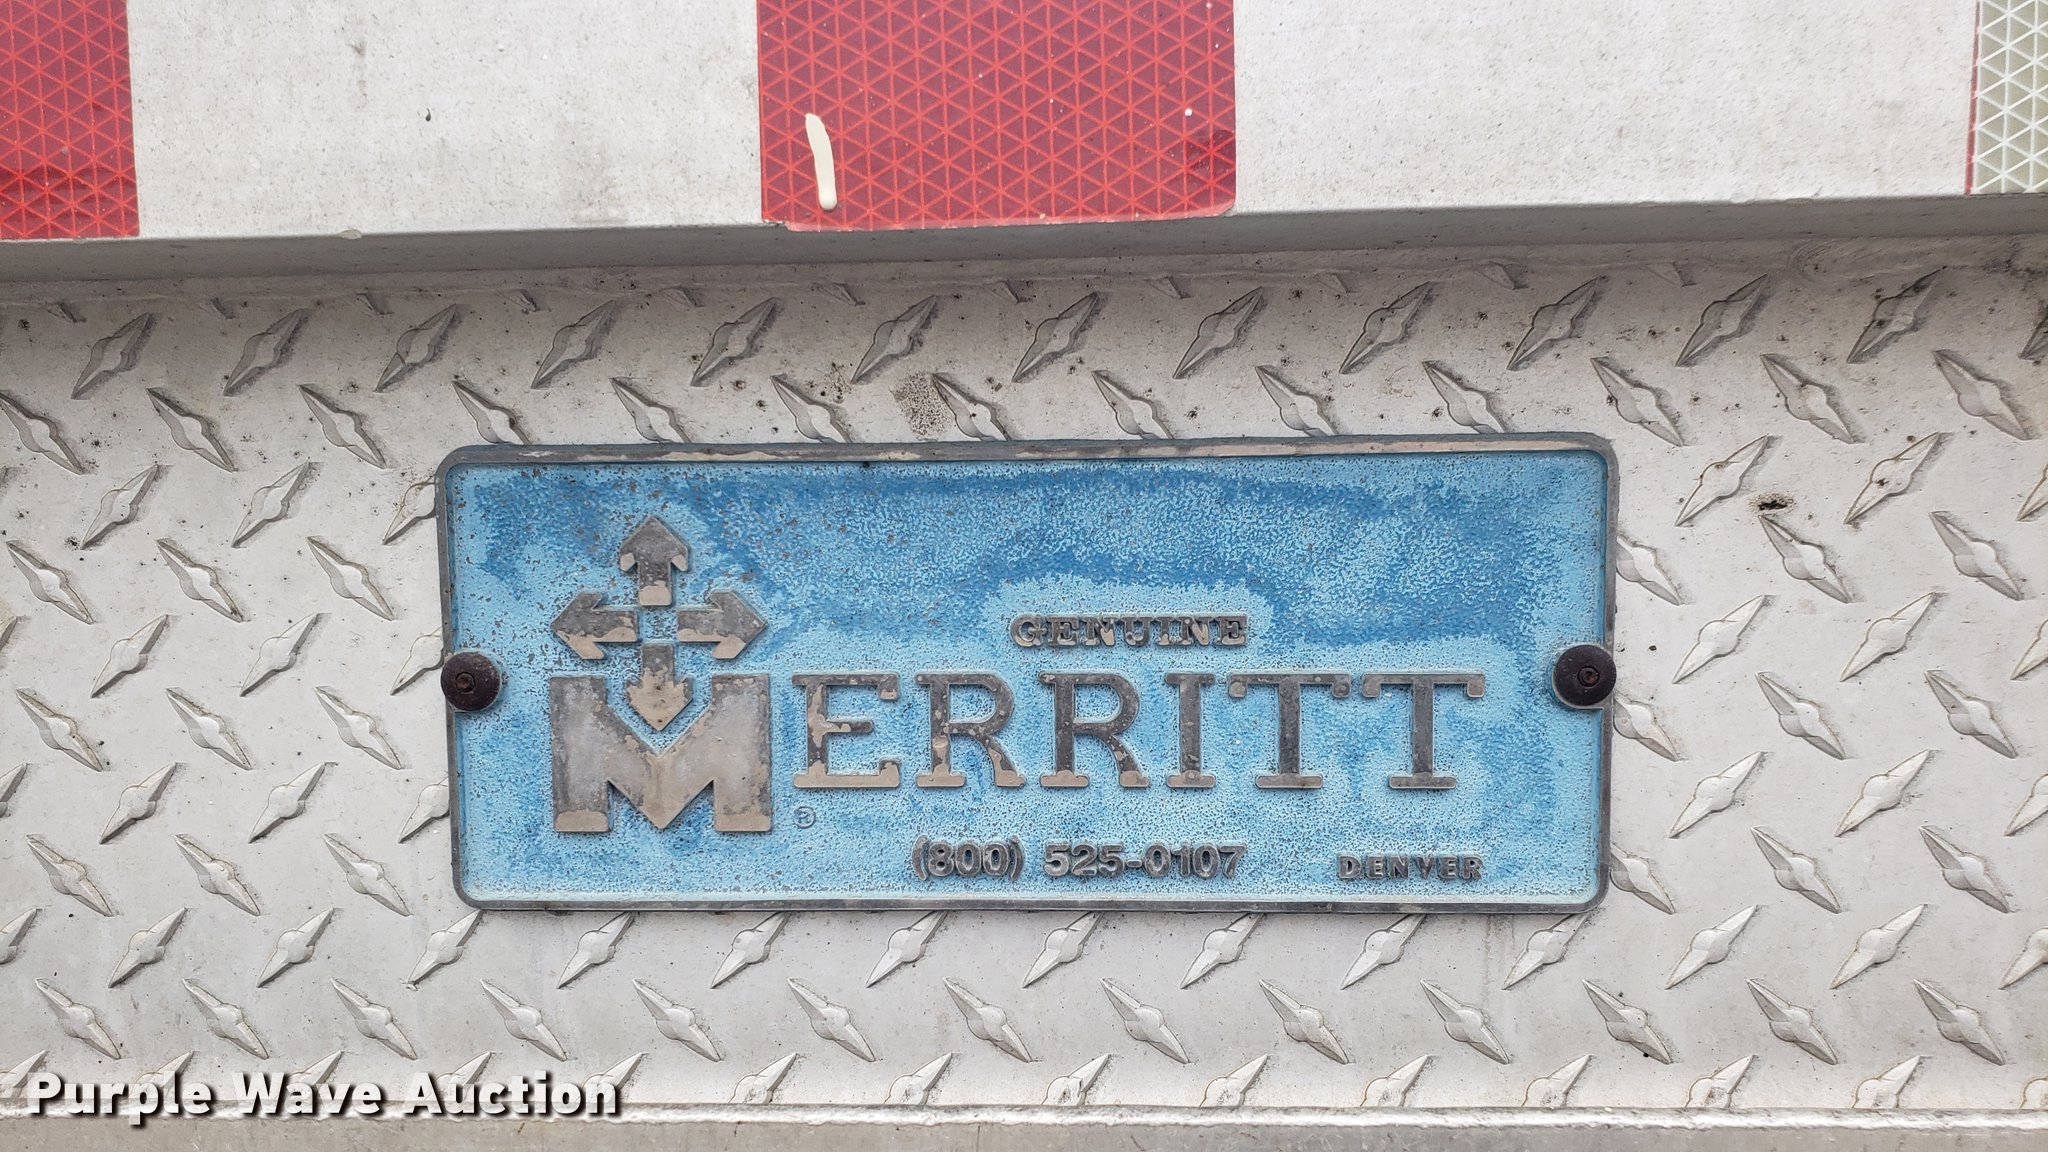 GENUINE
MERRITT
®
(800) 525-0107
DENVER
Purple Wave Auction